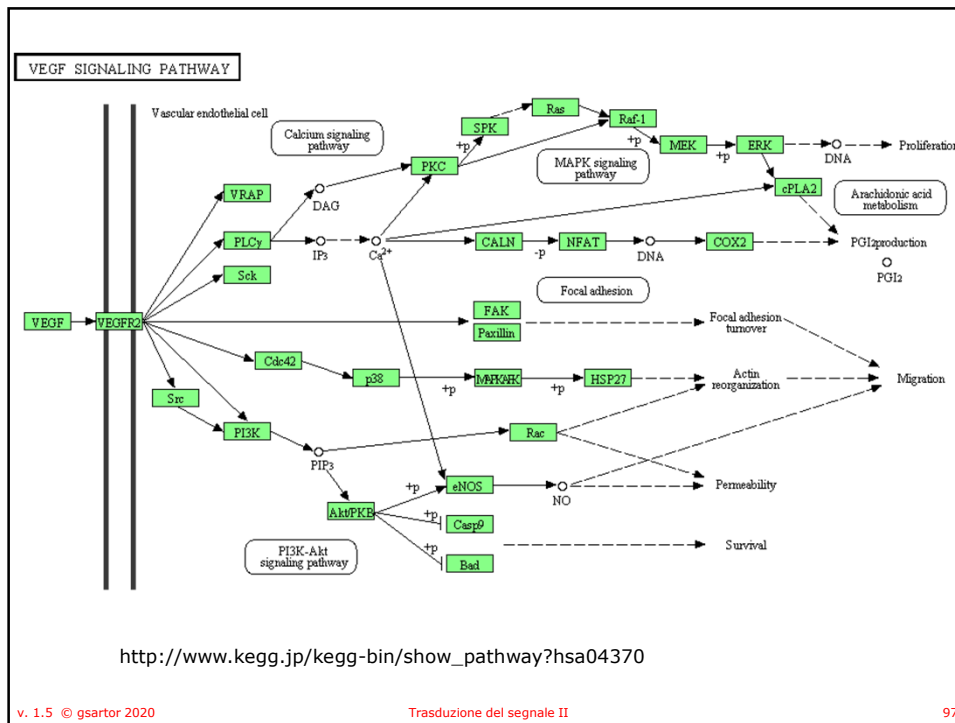 VEGF SIGNALING PATHWAY
Vascular endothelial cell
Calcium signaling
pathway
SPK
Ras
Raf-1
+p
+p
MEK
+p
ERK
DNA
Proliferation
PKC
MAPK signaling
pathway
VRAP
DAG
cPLA2
Arachidonic acid
metabolism
PLCγ
IP3
Ca2+
CALN
-p
NFAT
DNA
COX2
PGI2production
PGI2
Sck
Focal adhesion
VEGF
VEGFR2
FAK
Paxillin
Focal adhesion
turnover
Cdc42
p38
+p
MAPKAPK
+p
HSP27
Actin
reorganization
Migration
Src
PI3K
PIP3
Rac
+p
eNOS
NO
Permeability
Akt/PKB
+p
Casp9
+p
Bad
Survival
PI3K-Akt
signaling pathway
http://www.kegg.jp/kegg-bin/show_pathway?hsa04370
v. 1.5 © gsartor 2020
Trasduzione del segnale II
97